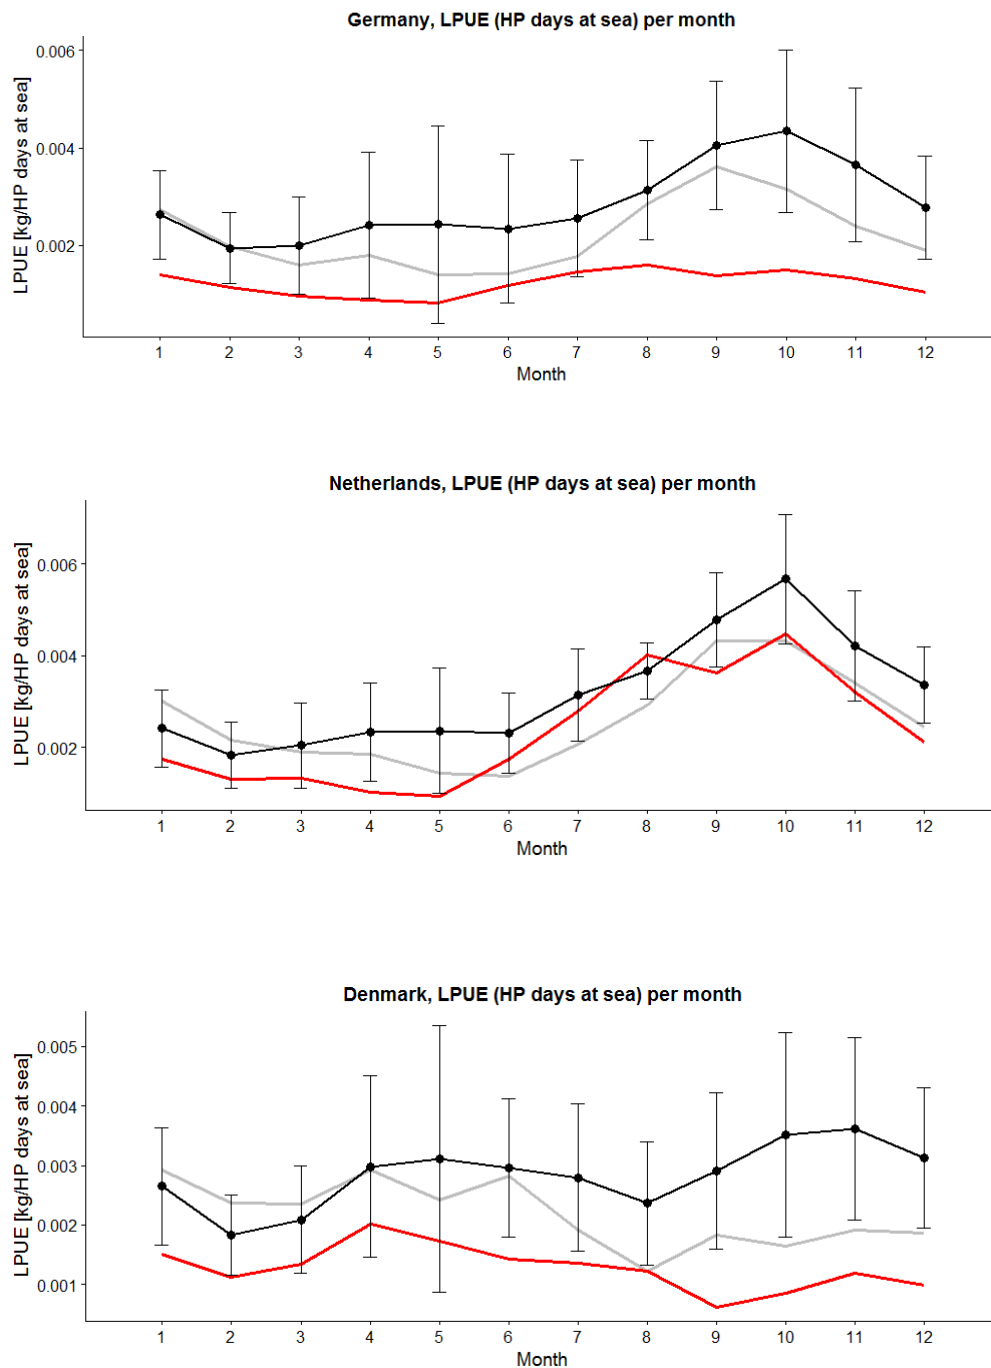 Germany, LPUE (HP days at sea) per month
LPUE [kg/HP days at sea]
0.006
0.004
0.002
1 2 3 4 5 6 7 8 9 10 11 12
Month
Netherlands, LPUE (HP days at sea) per month
LPUE [kg/HP days at sea]
0.006
0.004
0.002
1 2 3 4 5 6 7 8 9 10 11 12
Month
Denmark, LPUE (HP days at sea) per month
LPUE [kg/HP days at sea]
0.005
0.004
0.003
0.002
0.001
1 2 3 4 5 6 7 8 9 10 11 12
Month